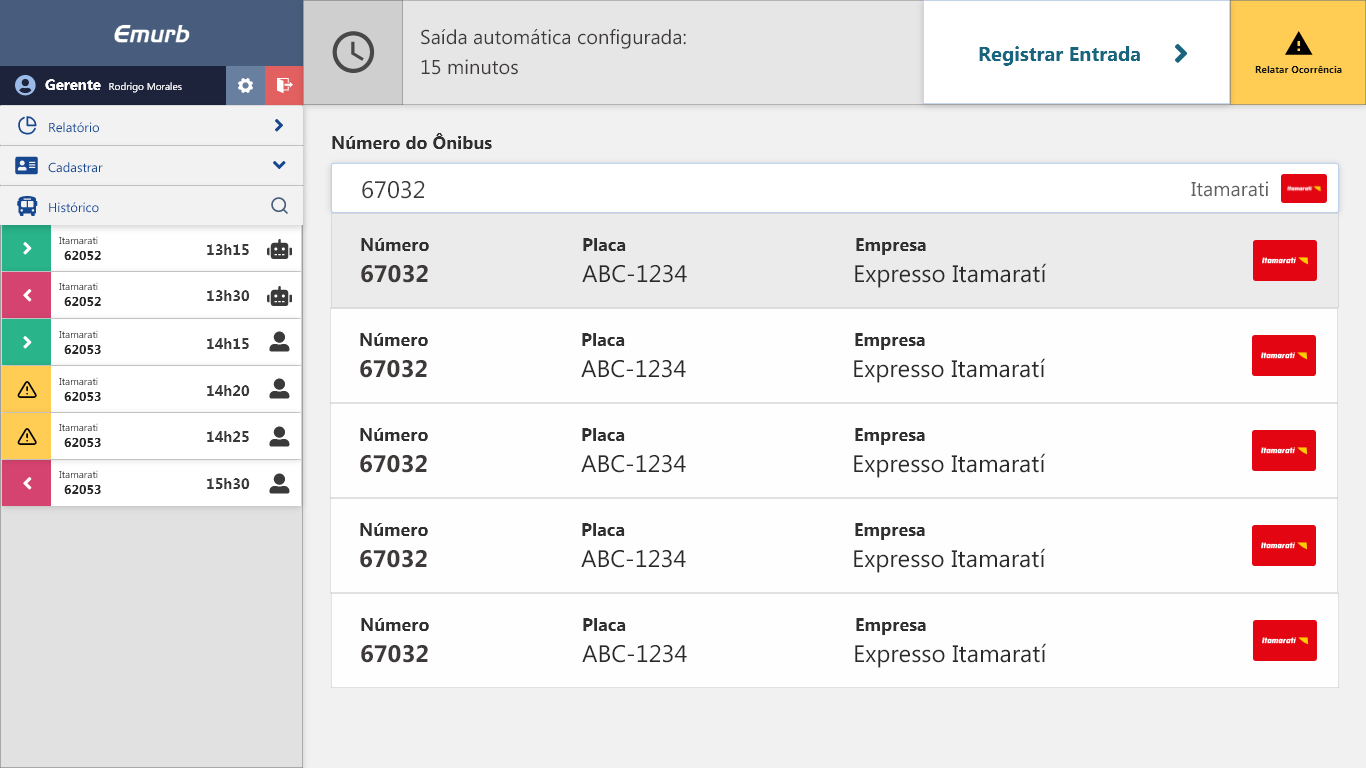 Emurb
Gerente Rodrigo Morales
Relatório
Cadastrar
Histórico
Itamarati
62052
13h15
Itamarati
62052
13h30
Itamarati
62053
14h15
Itamarati
62053
14h20
Itamarati
62053
14h25
Itamarati
62053
15h30
Saída automática configurada:
15 minutos
Registrar Entrada
Relatar Ocorrência
Número do Ônibus
67032 Itamarati Itamarati
Número Placa Empresa
67032 ABC-1234 Expresso Itamaratí
Itamarati
Número Placa Empresa
67032 ABC-1234 Expresso Itamaratí
Itamarati
Número Placa Empresa
67032 ABC-1234 Expresso Itamaratí
Itamarati
Número Placa Empresa
67032 ABC-1234 Expresso Itamaratí
Itamarati
Número Placa Empresa
67032 ABC-1234 Expresso Itamaratí
Itamarati